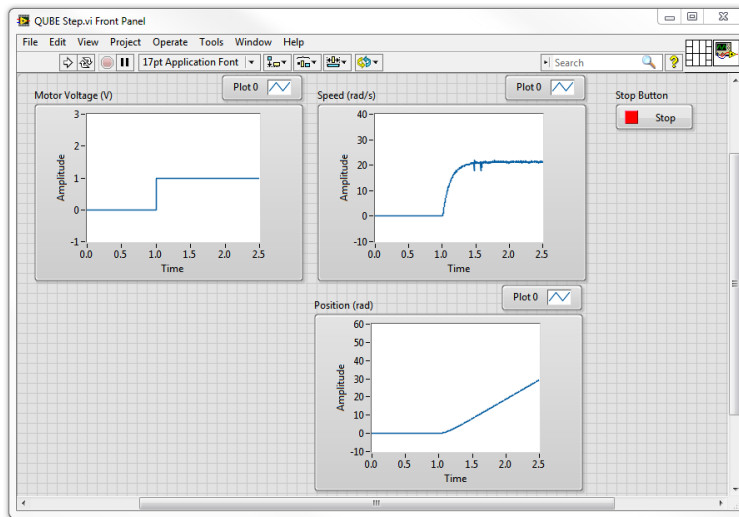 QUBE Step.vi Front Panel
File Edit View Project Operate Tools Window Help
17pt Application Font
Search
?
Motor Voltage (V)
Plot 0
Amplitude
3
2
1
0
-1
0.0 0.5 1.0 1.5 2.0 2.5
Time
Speed (rad/s)
Plot 0
Amplitude
40
30
20
10
0
-10
0.0 0.5 1.0 1.5 2.0 2.5
Time
Stop Button
Stop
Position (rad)
Plot 0
Amplitude
60
50
40
30
20
10
0
-10
0.0 0.5 1.0 1.5 2.0 2.5
Time